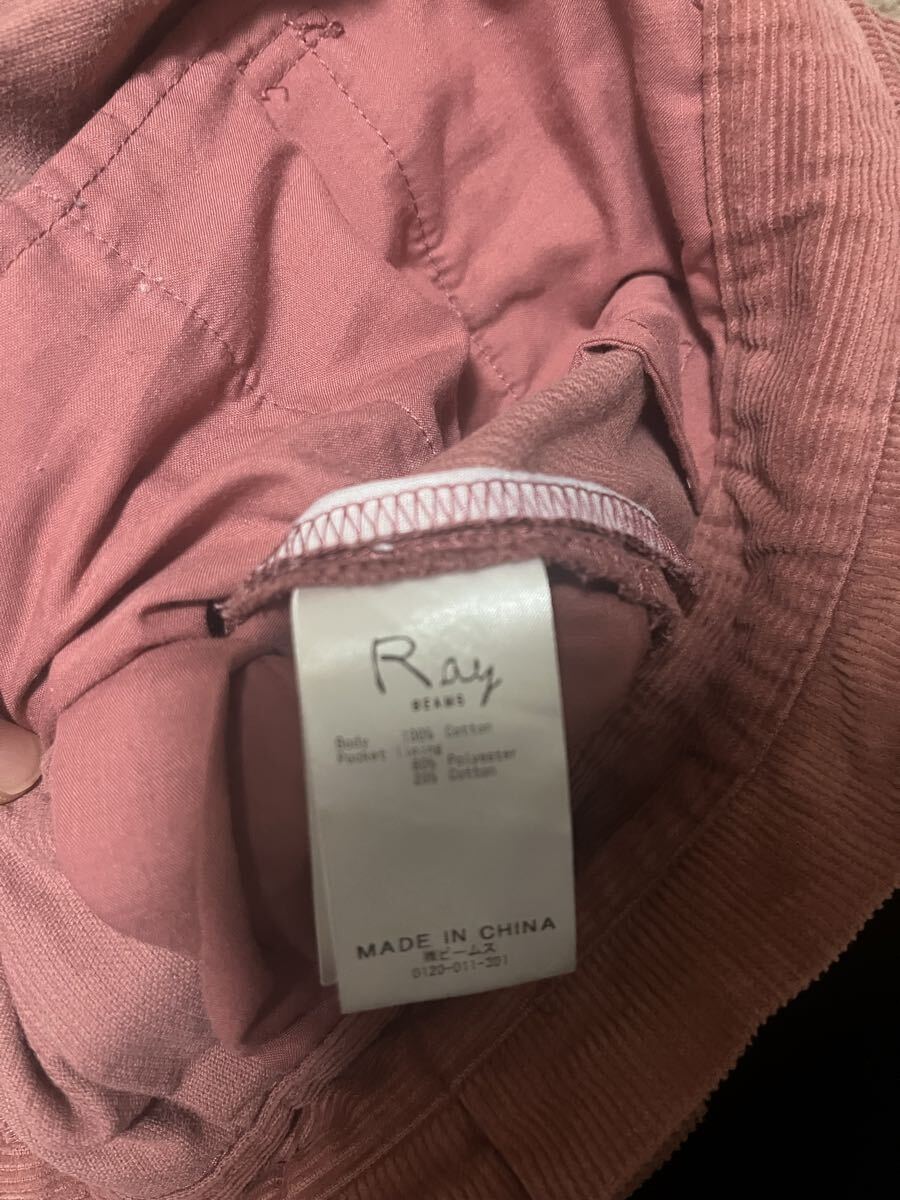 Ray
BEAMS
Body 100% Cotton
Pocket lining
80% Polyester
20% Cotton
MADE IN CHINA
㈱ビームス
0120-011-301